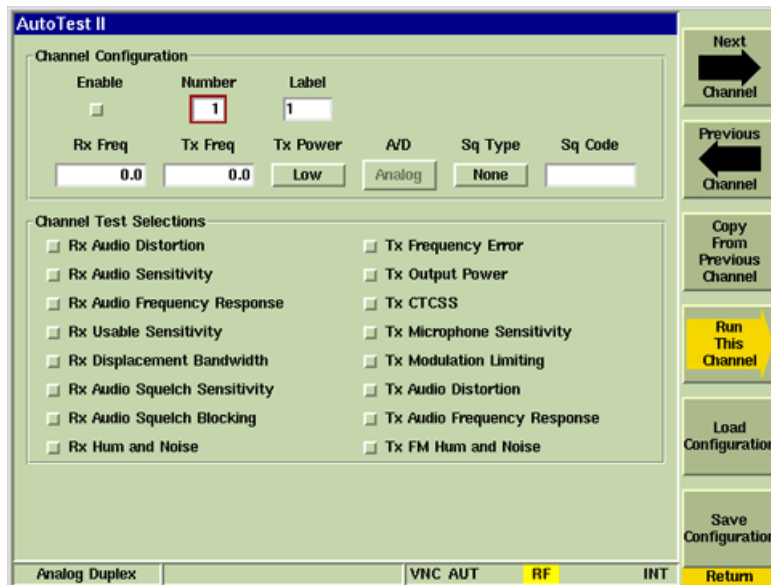 AutoTest II
Channel Configuration
Enable Number Label
1 1
Rx Freq Tx Freq Tx Power A/D Sq Type Sq Code
0.0 0.0 Low Analog None
Channel Test Selections
Rx Audio Distortion
Rx Audio Sensitivity
Rx Audio Frequency Response
Rx Usable Sensitivity
Rx Displacement Bandwidth
Rx Audio Squelch Sensitivity
Rx Audio Squelch Blocking
Rx Hum and Noise
Tx Frequency Error
Tx Output Power
Tx CTCSS
Tx Microphone Sensitivity
Tx Modulation Limiting
Tx Audio Distortion
Tx Audio Frequency Response
Tx FM Hum and Noise
Next
Channel
Previous
Channel
Copy
From
Previous
Channel
Run
This
Channel
Load
Configuration
Save
Configuration
Return
Analog Duplex VNC AUT RF INT